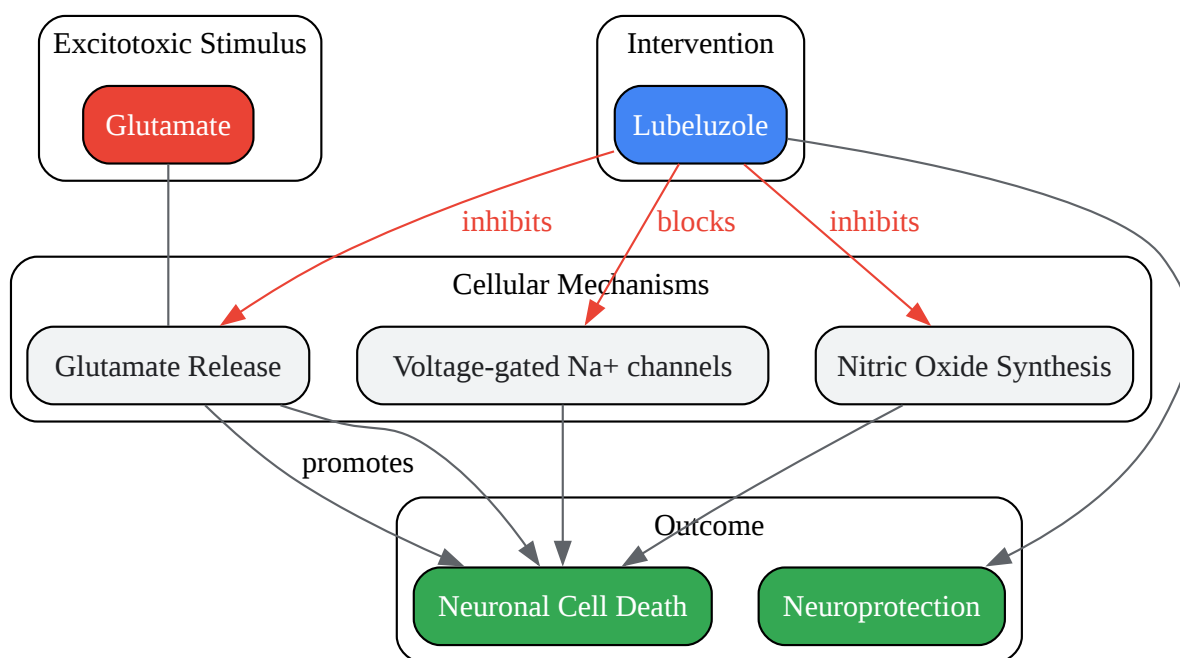 Excitotoxic Stimulus
Intervention
Glutamate
Lubeluzole
inhibits
blocks
inhibits
Cellular Mechanisms
Glutamate Release
Voltage-gated Na+ channels
Nitric Oxide Synthesis
promotes
Outcome
Neuronal Cell Death
Neuroprotection